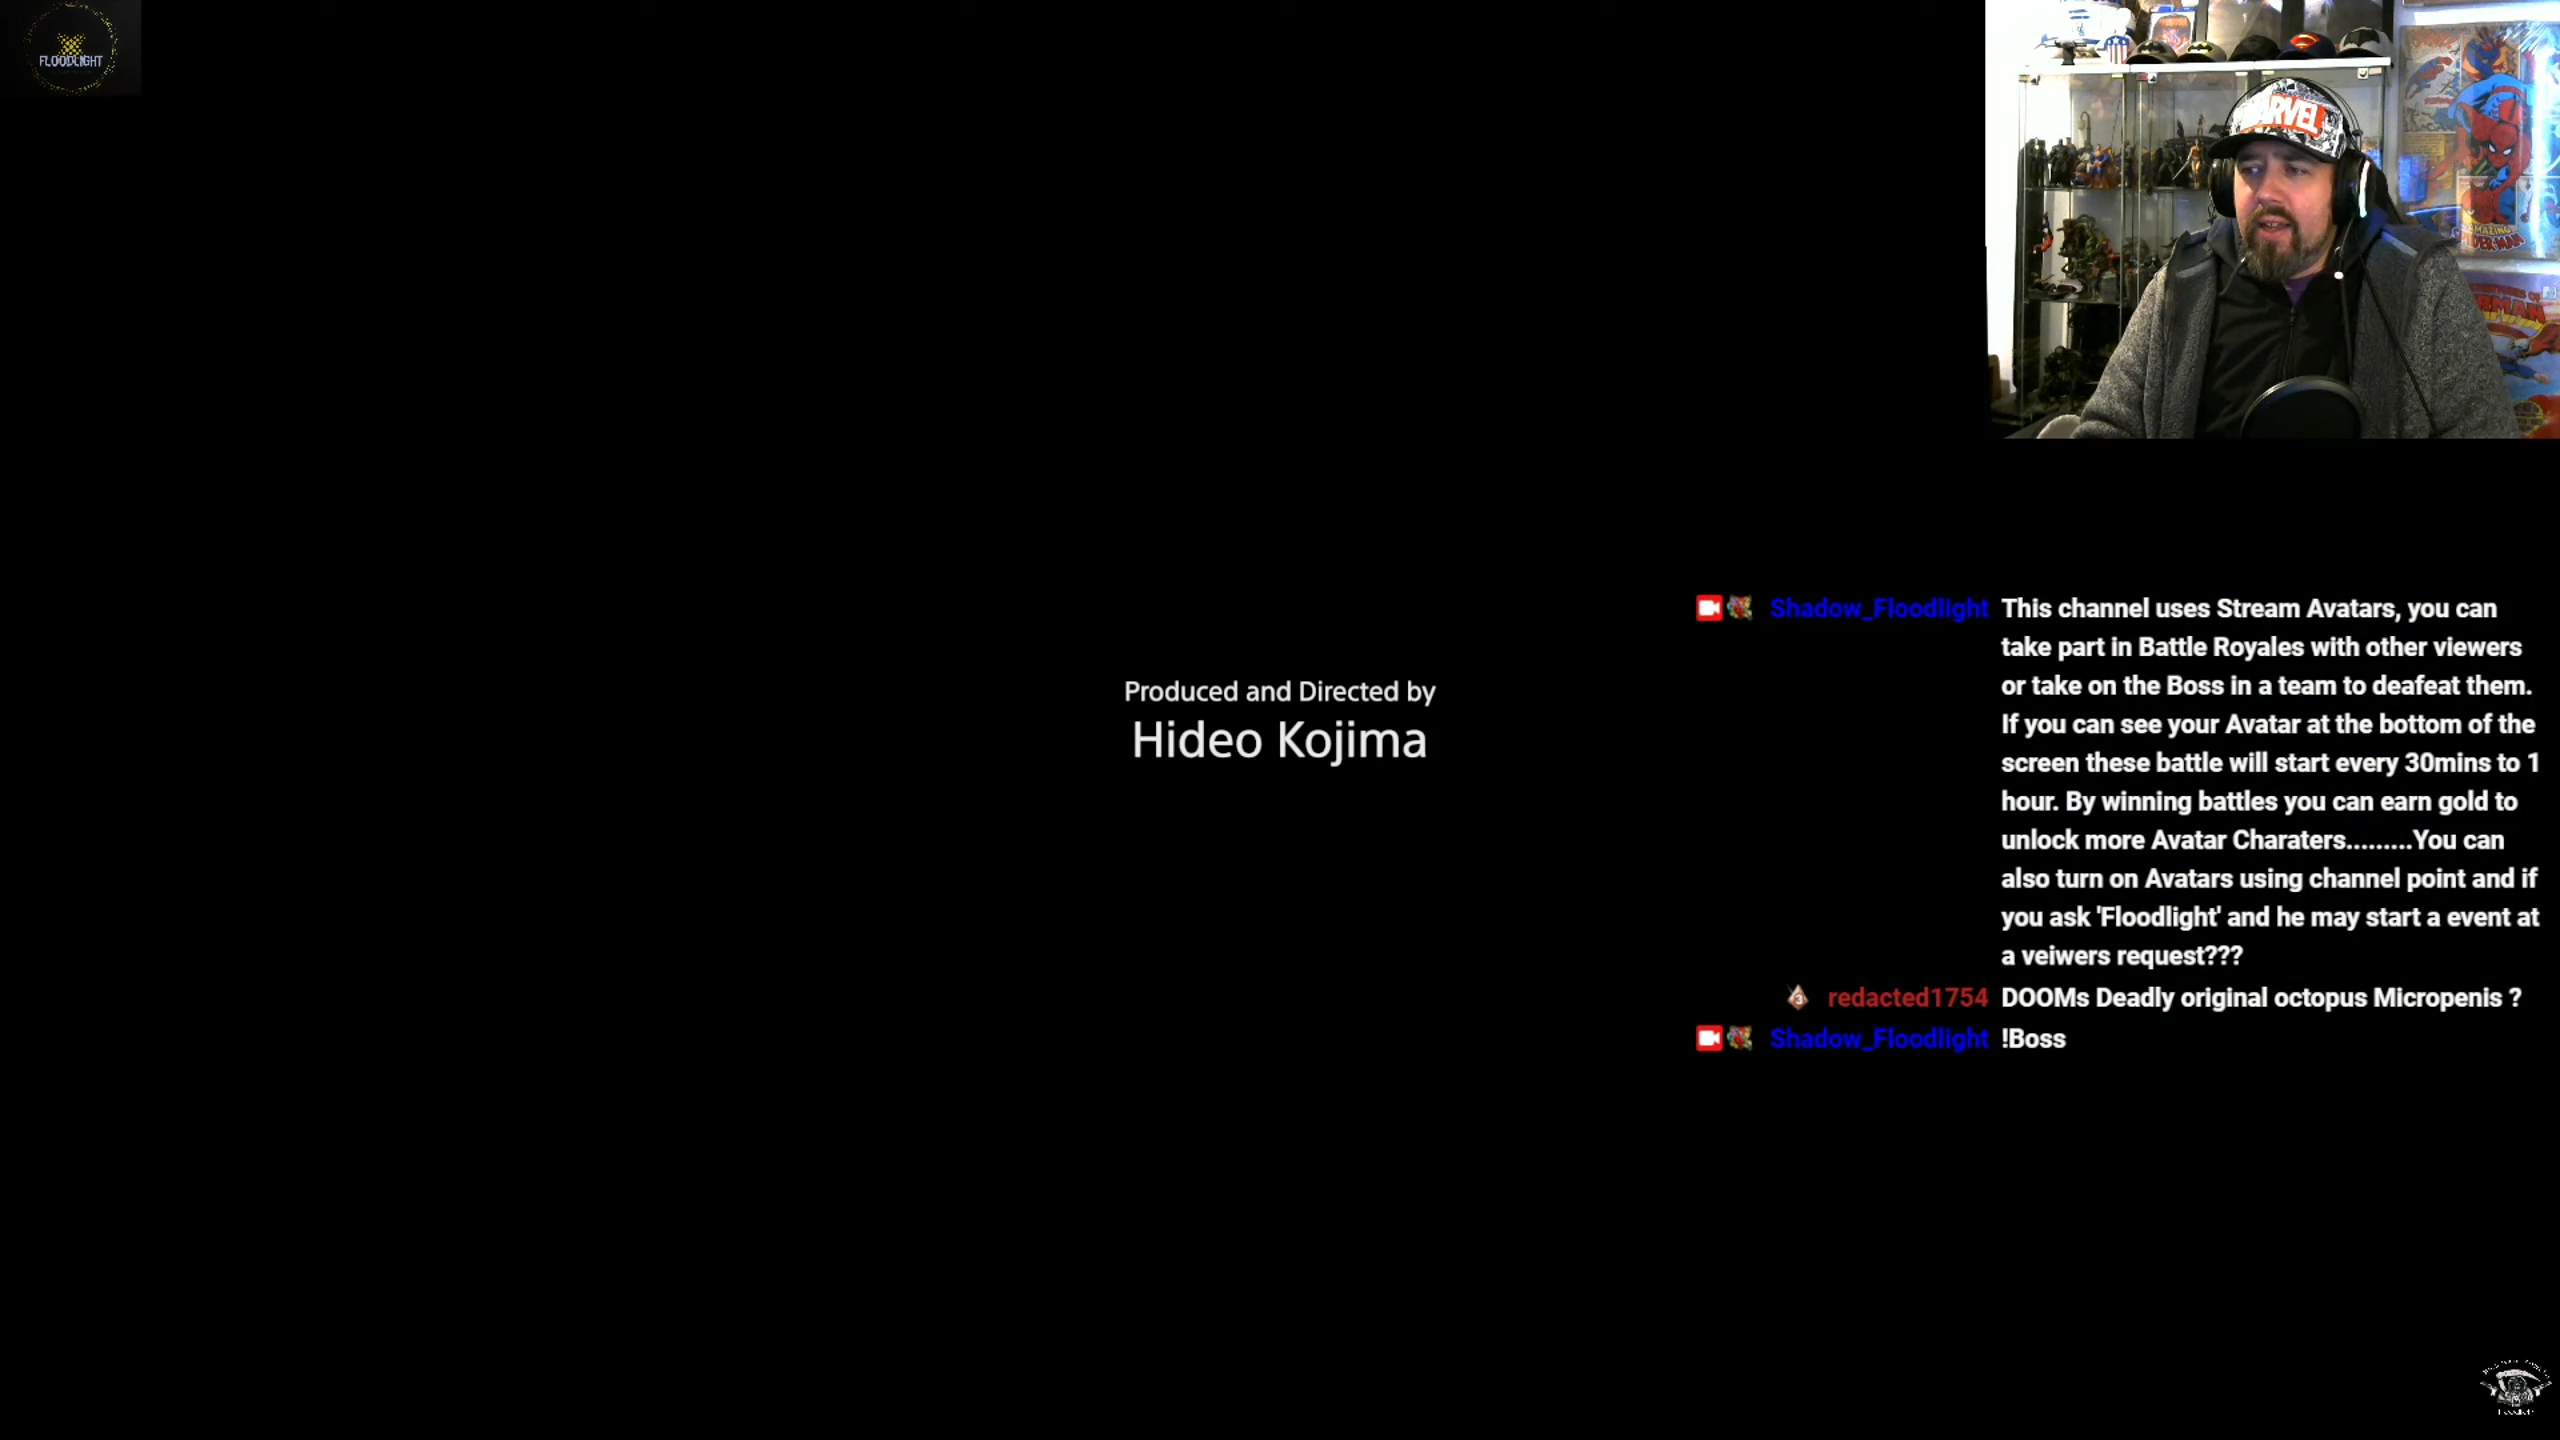 FLOODLIGHT
MARVEL
AMAZING
Produced and Directed by
Hideo Kojima
Shadow_Floodlight This channel uses Stream Avatars, you can
take part in Battle Royales with other viewers
or take on the Boss in a team to deafeat them.
If you can see your Avatar at the bottom of the
screen these battle will start every 30mins to 1
hour. By winning battles you can earn gold to
unlock more Avatar Charaters.........You can
also turn on Avatars using channel point and if
you ask 'Floodlight' and he may start a event at
a veiwers request???
redacted1754 DOOMs Deadly original octopus Micropenis ?
Shadow_Floodlight !Boss